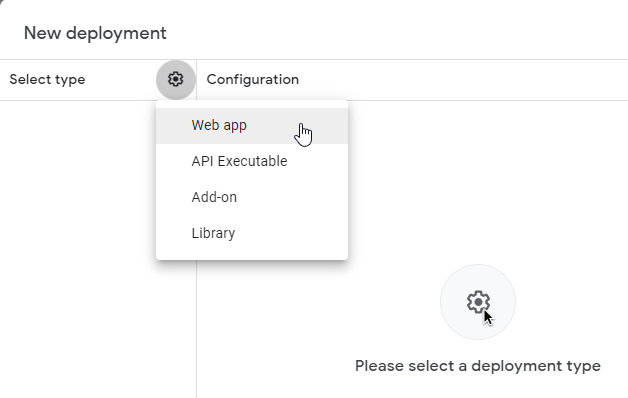 New deployment
Select type
Configuration
Web app
API Executable
Add-on
Library
Please select a deployment type